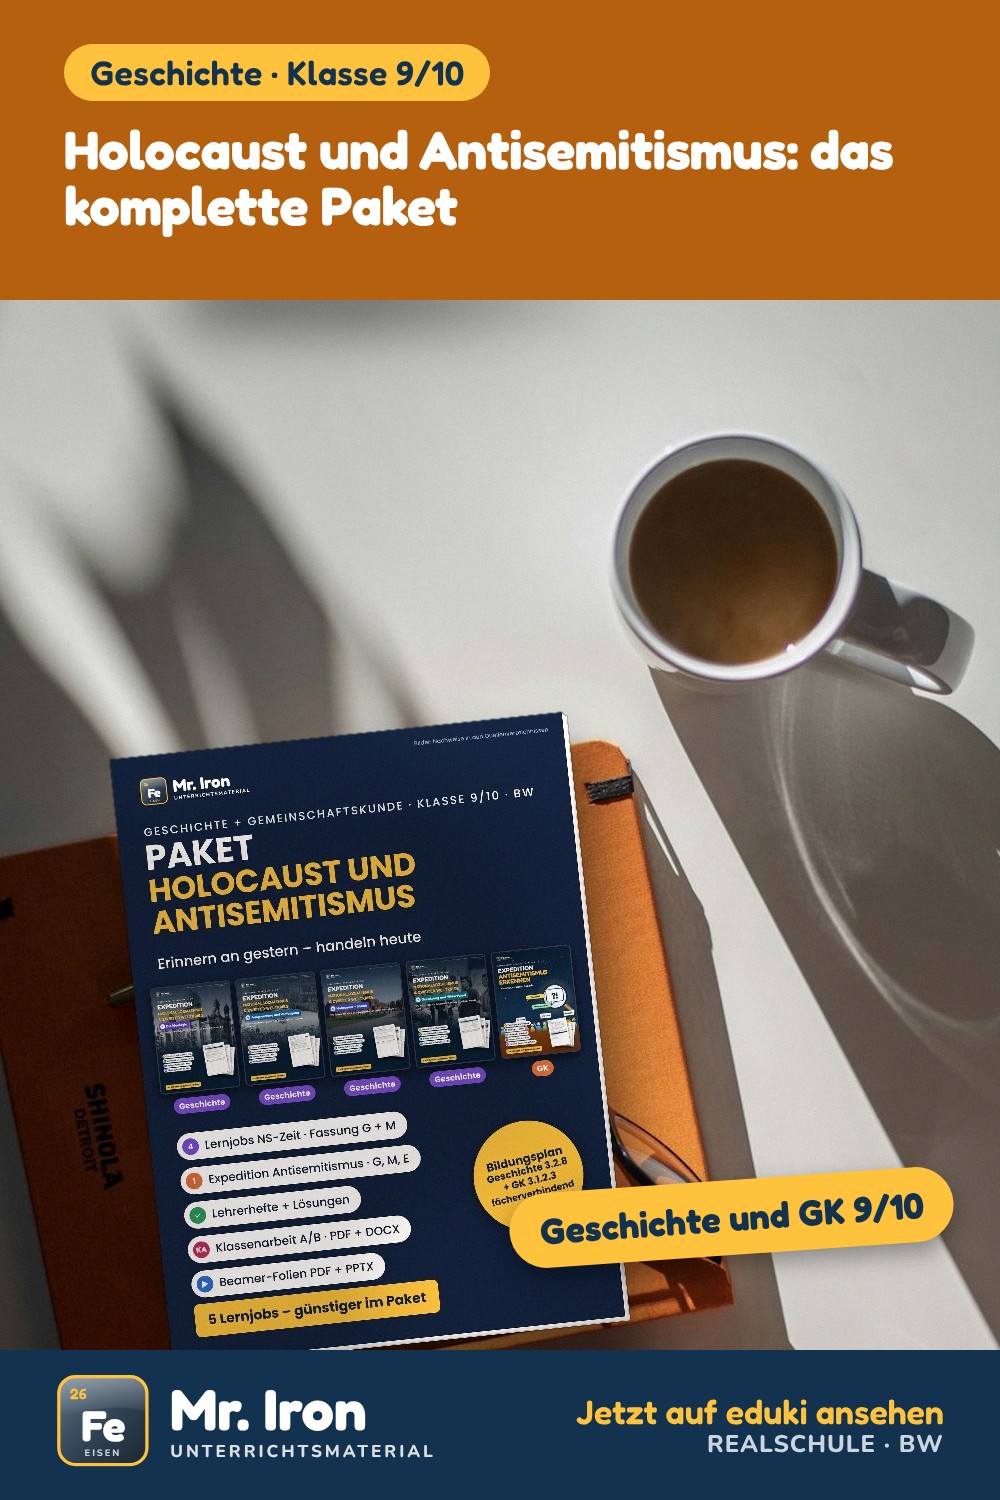 Geschichte · Klasse 9/10
Holocaust und Antisemitismus: das
komplette Paket
Fe
Mr. Iron
UNTERRICHTSMATERIAL
GESCHICHTE + GEMEINSCHAFTSKUNDE · KLASSE 9/10 · BW
PAKET
HOLOCAUST UND
ANTISEMITISMUS
Erinnern an gestern – handeln heute
EXPEDITION
EXPEDITION
EXPEDITION
EXPEDITION
EXPEDITION
ANTISEMITISMUS
ERKENNEN
Geschichte
Geschichte
Geschichte
Geschichte
GK
4 Lernjobs NS-Zeit · Fassung G + M
1 Expedition Antisemitismus · G, M, E
✓ Lehrerhefte + Lösungen
KA Klassenarbeit A/B · PDF + DOCX
Beamer-Folien PDF + PPTX
5 Lernjobs – günstiger im Paket
Bildungsplan
Geschichte 3.2.8
+ GK 3.1.2.3
fächerverbindend
Geschichte und GK 9/10
SHINOLA
DETROIT
26
Fe
EISEN
Mr. Iron
UNTERRICHTSMATERIAL
Jetzt auf eduki ansehen
REALSCHULE · BW